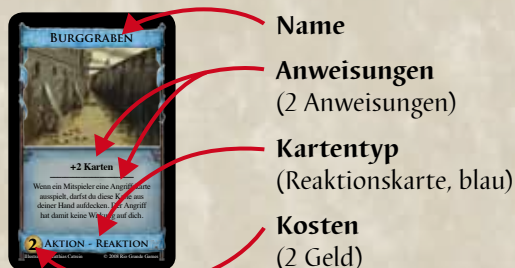 BURGGRABEN
+2 Karten
Wenn ein Mitspieler eine Angriffskarte
ausspielt, darfst du diese Karte aus
deiner Hand aufdecken. Der Angriff
hat damit keine Wirkung auf dich.
2 AKTION - REAKTION
Matthias Catrein © 2008 Rio Grande Games
Name
Anweisungen
(2 Anweisungen)
Kartentyp
(Reaktionskarte, blau)
Kosten
(2 Geld)